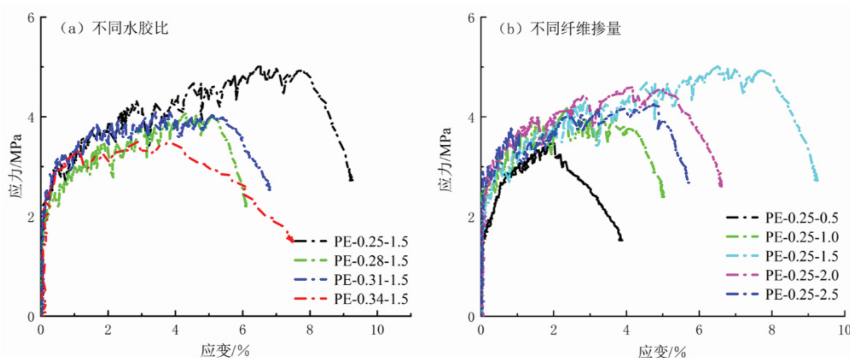 (a) 不同水胶比
应力/MPa
6
4
2
0
0 2 4 6 8 10
应变/%
PE-0.25-1.5
PE-0.28-1.5
PE-0.31-1.5
PE-0.34-1.5
(b) 不同纤维掺量
应力/MPa
6
4
2
0
0 2 4 6 8 10
应变/%
PE-0.25-0.5
PE-0.25-1.0
PE-0.25-1.5
PE-0.25-2.0
PE-0.25-2.5